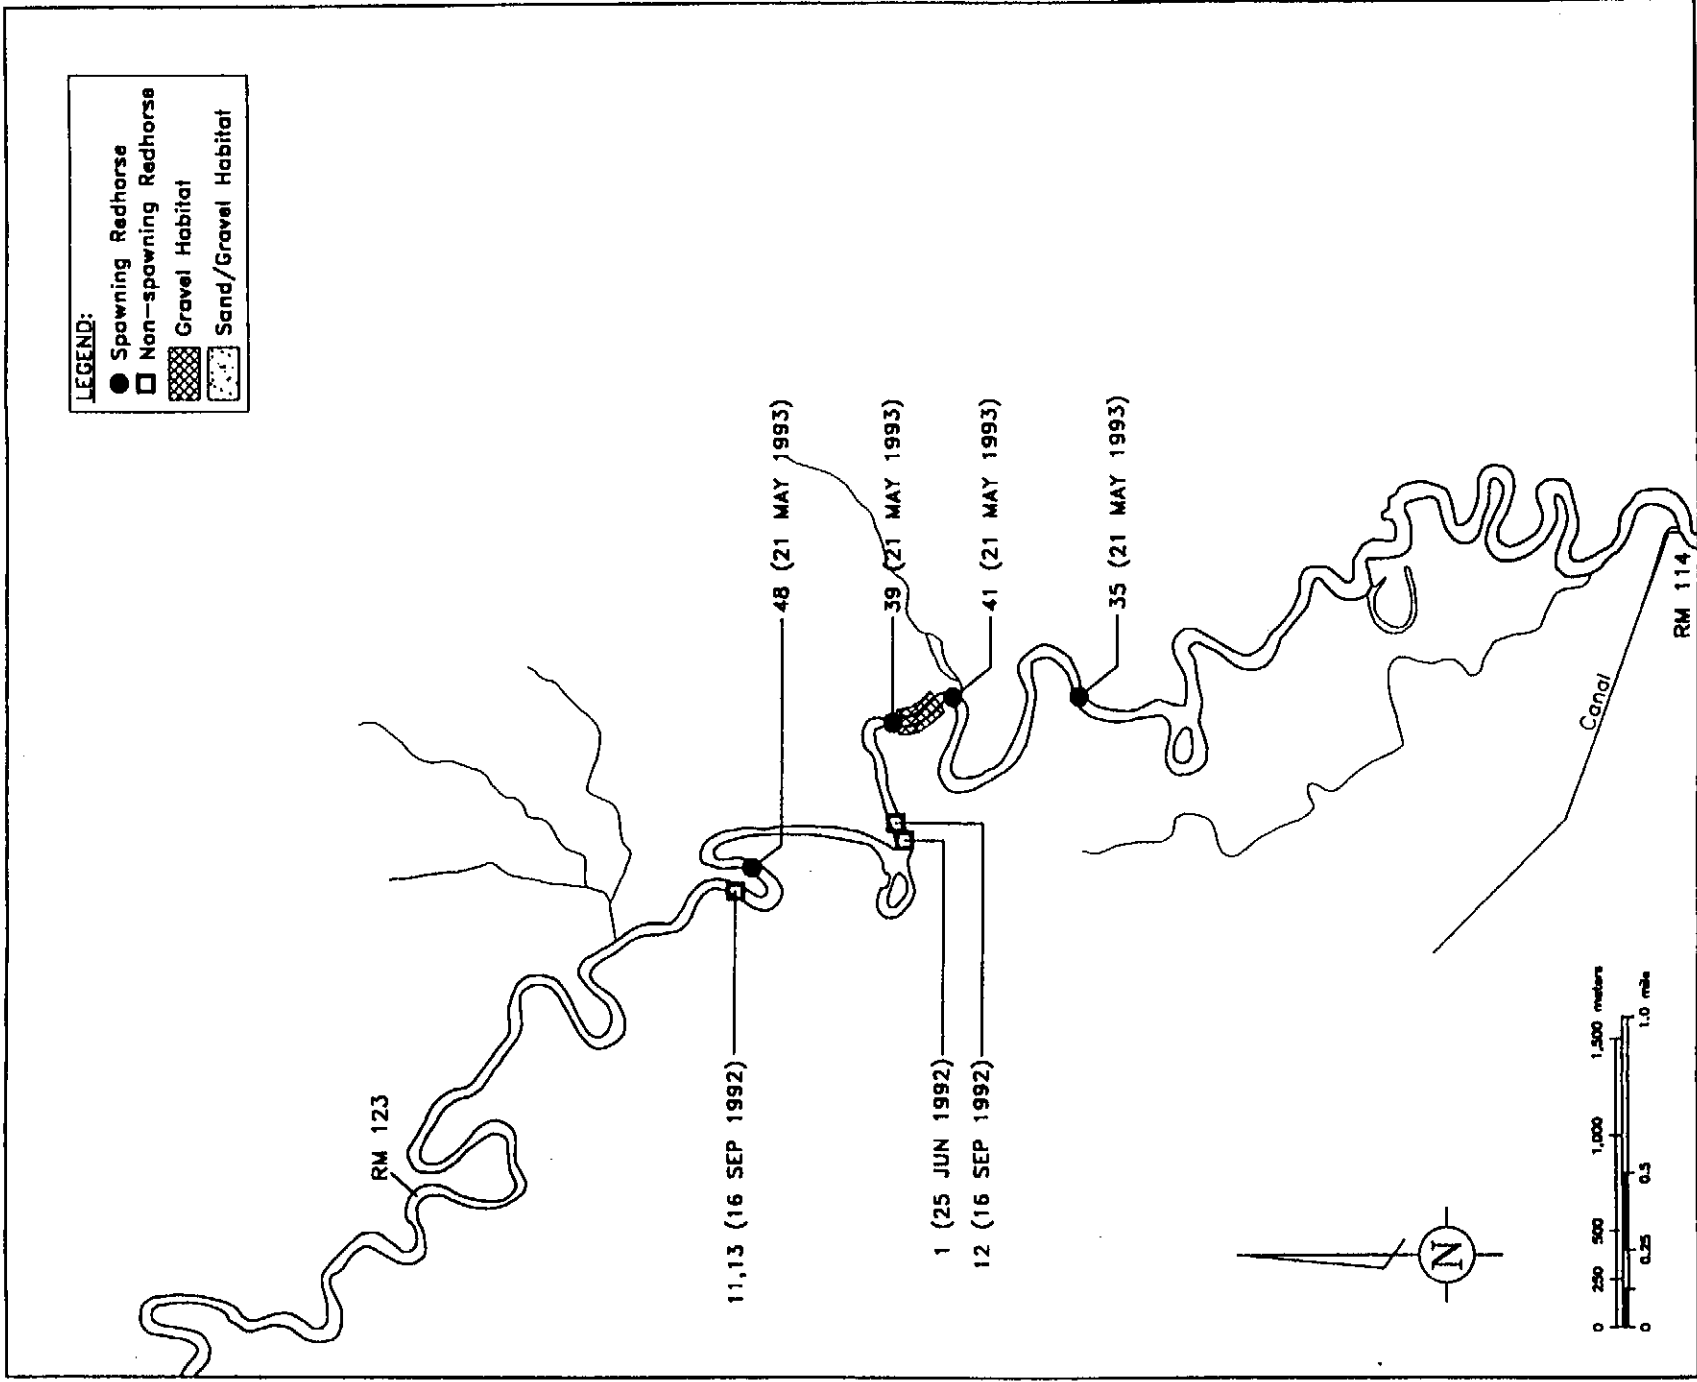 LEGEND:
Spawning Redhorse
Non-spawning Redhorse
Gravel Habitat
Sand/Gravel Habitat
48 (21 MAY 1993)
39 (21 MAY 1993)
41 (21 MAY 1993)
35 (21 MAY 1993)
RM 123
11,13 (16 SEP 1992)
1 (25 JUN 1992)
12 (16 SEP 1992)
Canal
RM 114
N
0 250 500 1,000 1,500 meters
0 0.25 0.5 1.0 mile